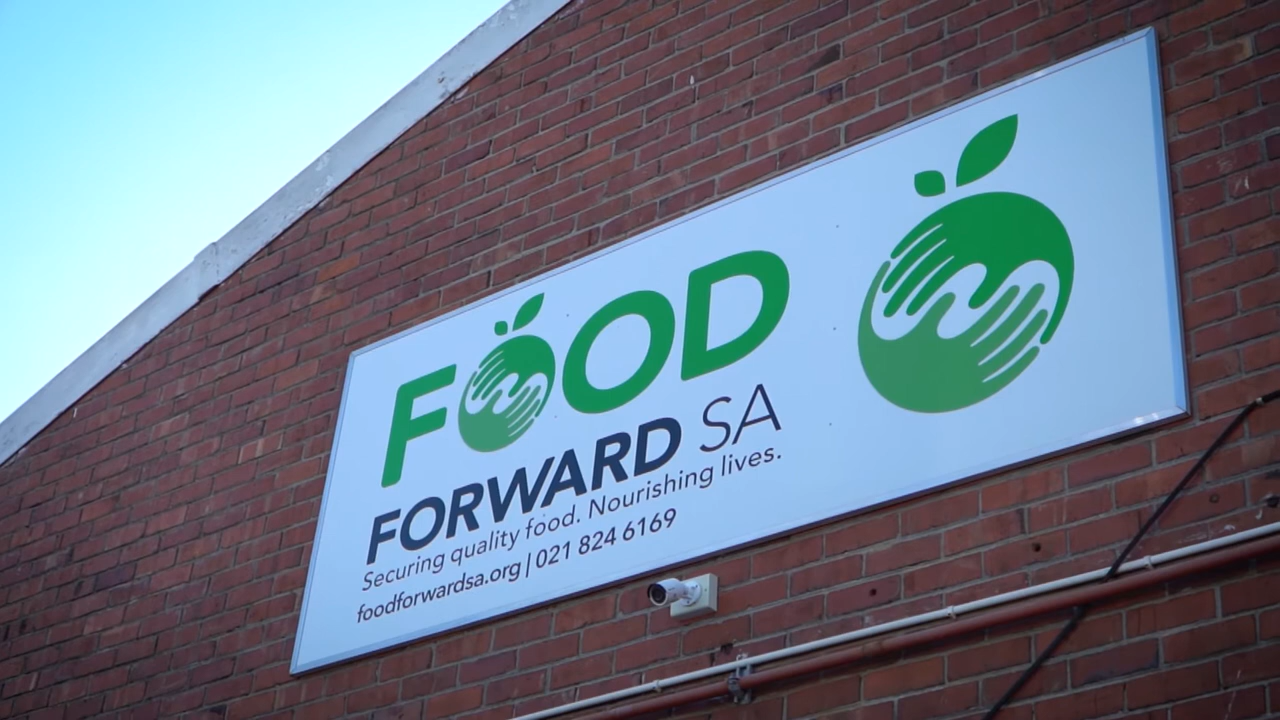 FOOD
FORWARD SA
Securing quality food. Nourishing lives.
foodforwardsa.org | 021 824 6169